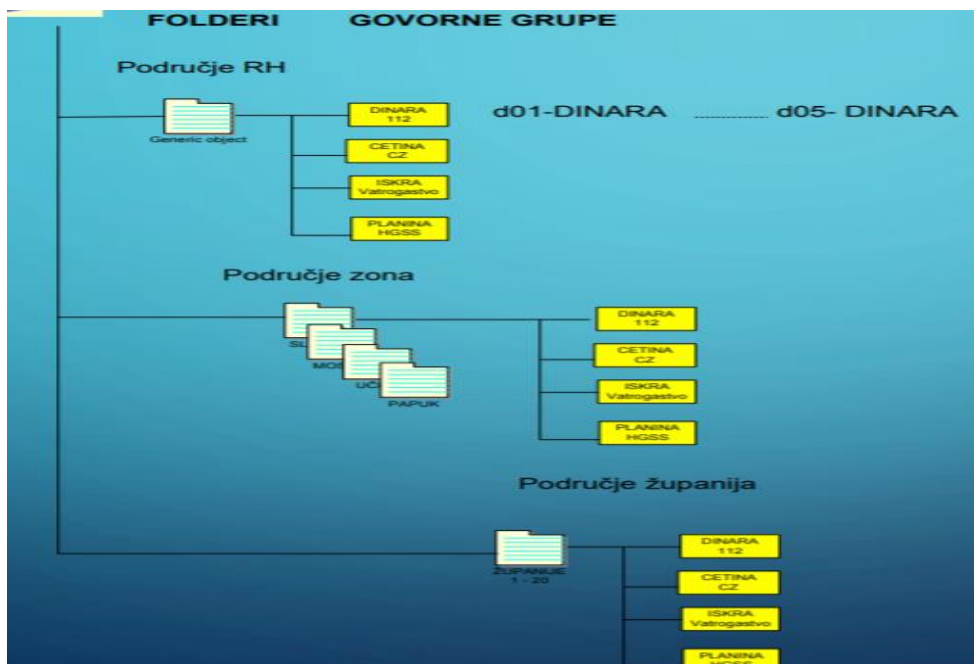 FOLDERI GOVORNE GRUPE
Područje RH
Generic object
DINARA
112
d01-DINARA ............ d05- DINARA
CETINA
CZ
ISKRA
Vatrogastvo
PLANINA
HGSS
Područje zona
PAPUK
DINARA
112
CETINA
CZ
ISKRA
Vatrogastvo
PLANINA
HGSS
Područje županija
ŽUPANIJE
1 - 20
DINARA
112
CETINA
CZ
ISKRA
Vatrogastvo
PLANINA
HGSS